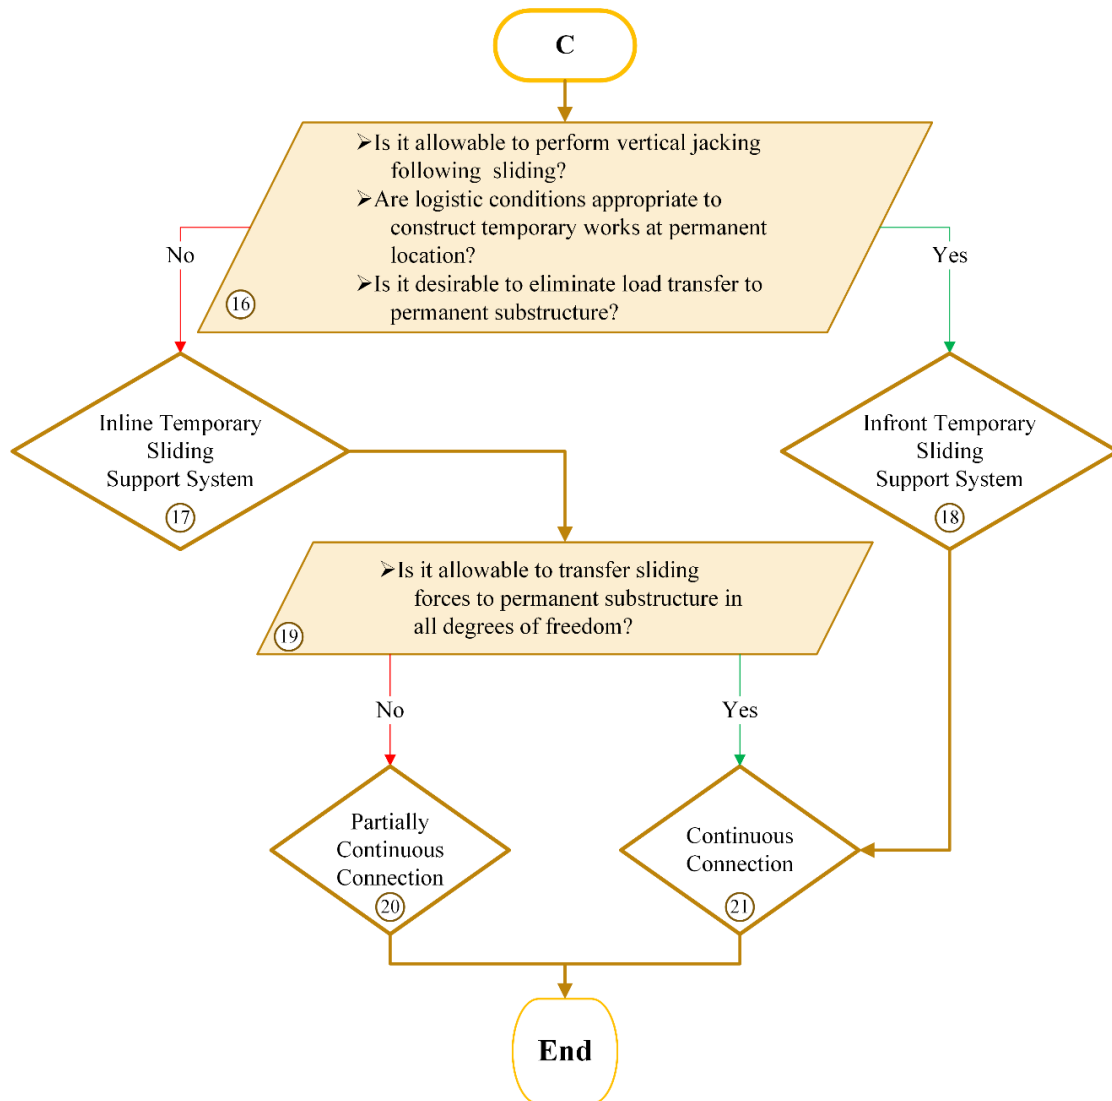 C
➢Is it allowable to perform vertical jacking
following sliding?
➢Are logistic conditions appropriate to
construct temporary works at permanent
location?
➢Is it desirable to eliminate load transfer to
permanent substructure?
16
No
Yes
Inline Temporary
Sliding
Support System
17
Infront Temporary
Sliding
Support System
18
➢Is it allowable to transfer sliding
forces to permanent substructure in
all degrees of freedom?
19
No
Yes
Partially
Continuous
Connection
20
Continuous
Connection
21
End